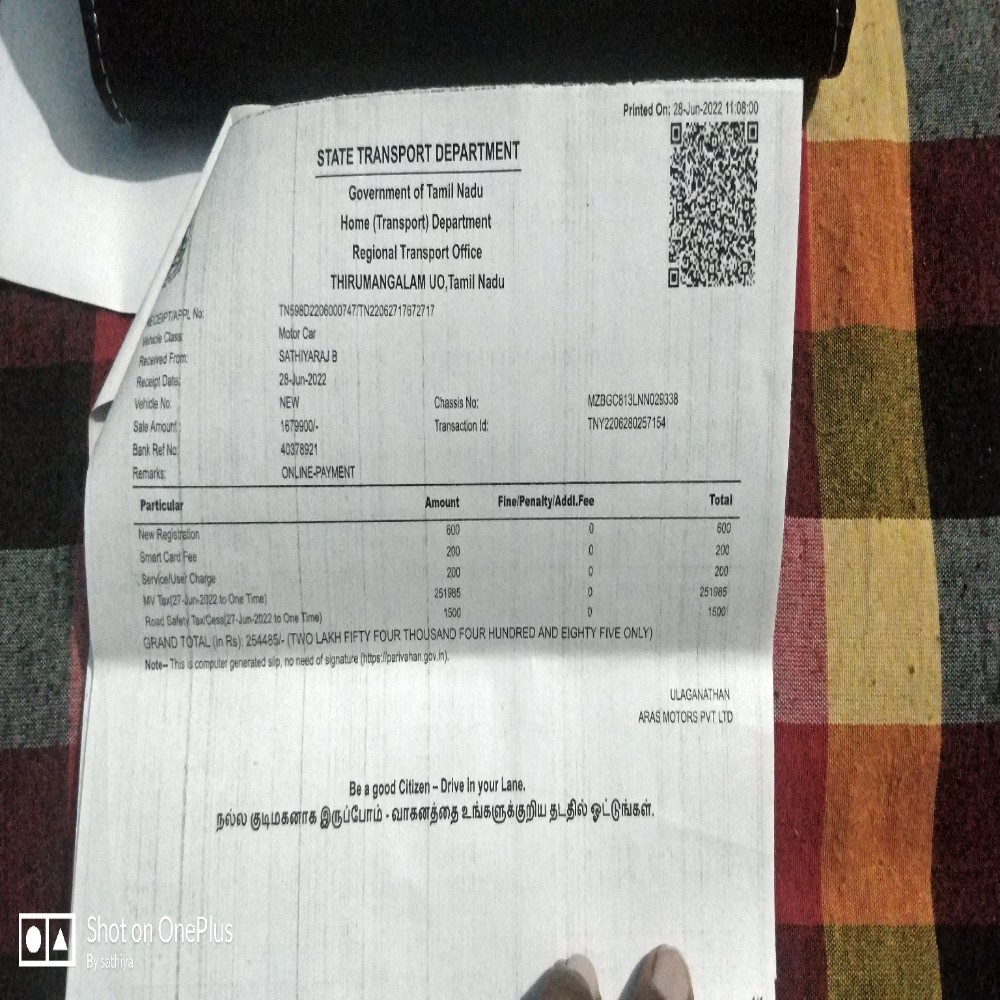 Printed On: 28-Jun-2022 11:08:00
STATE TRANSPORT DEPARTMENT
Government of Tamil Nadu
Home (Transport) Department
Regional Transport Office
THIRUMANGALAM UO,Tamil Nadu
RECEIPT/APPL No: TN59BD2206000747/TN22062717672717
Vehicle Class: Motor Car
Received From: SATHIYARAJ B
Receipt Date: 28-Jun-2022
Vehicle No: NEW Chassis No: MZBGC813LNN029338
Sale Amount : 1679900/- Transaction Id: TNY2206280257154
Bank Ref No: 40378921
Remarks: ONLINE-PAYMENT
Particular Amount Fine/Penalty/Addl.Fee Total
New Registration 600 0 600
Smart Card Fee 200 0 200
Service/User Charge 200 0 200
MV Tax(27-Jun-2022 to One Time) 251985 0 251985
Road Safety Tax/Cess(27-Jun-2022 to One Time) 1500 0 1500
GRAND TOTAL (in Rs): 254485/- (TWO LAKH FIFTY FOUR THOUSAND FOUR HUNDRED AND EIGHTY FIVE ONLY)
Note-- This is computer generated slip, no need of signature (https://parivahan.gov.in).
ULAGANATHAN
ARAS MOTORS PVT LTD
Be a good Citizen – Drive in your Lane.
நல்ல குடிமகனாக இருப்போம் - வாகனத்தை உங்களுக்குறிய தடதில் ஓட்டுங்கள்.
Shot on OnePlus
By sathiya